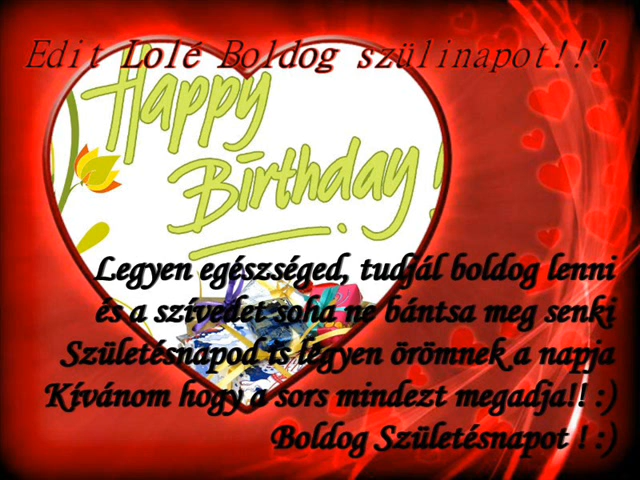 Edit Lolé Boldog szülinapot!!!
Happy
Birthday!
Legyen egészséged, tudjál boldog lenni
és a szívedet soha ne bántsa meg senki
Születésnapod is legyen örömnek a napja
Kívánom hogy a sors mindezt megadja!! :)
Boldog Születésnapot ! :)